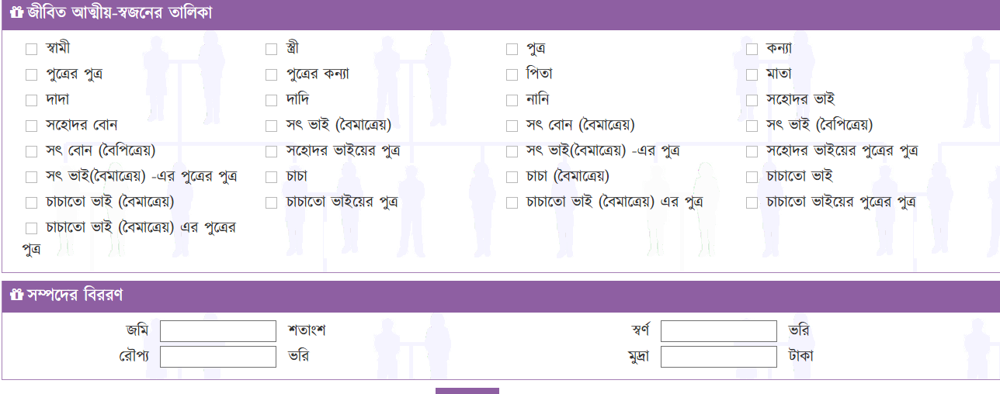 জীবিত আত্মীয়-স্বজনের তালিকা
স্বামী স্ত্রী পুত্র কন্যা
পুত্রের পুত্র পুত্রের কন্যা পিতা মাতা
দাদা দাদি নানি সহোদর ভাই
সহোদর বোন সৎ ভাই (বৈমাত্রেয়) সৎ বোন (বৈমাত্রেয়) সৎ ভাই (বৈপিত্রেয়)
সৎ বোন (বৈপিত্রেয়) সহোদর ভাইয়ের পুত্র সৎ ভাই(বৈমাত্রেয়) -এর পুত্র সহোদর ভাইয়ের পুত্রের পুত্র
সৎ ভাই(বৈমাত্রেয়) -এর পুত্রের পুত্র চাচা চাচা (বৈমাত্রেয়) চাচাতো ভাই
চাচাতো ভাই (বৈমাত্রেয়) চাচাতো ভাইয়ের পুত্র চাচাতো ভাই (বৈমাত্রেয়) এর পুত্র চাচাতো ভাইয়ের পুত্রের পুত্র
চাচাতো ভাই (বৈমাত্রেয়) এর পুত্রের
পুত্র
সম্পদের বিররণ
জমি শতাংশ স্বর্ণ ভরি
রৌপ্য ভরি মুদ্রা টাকা